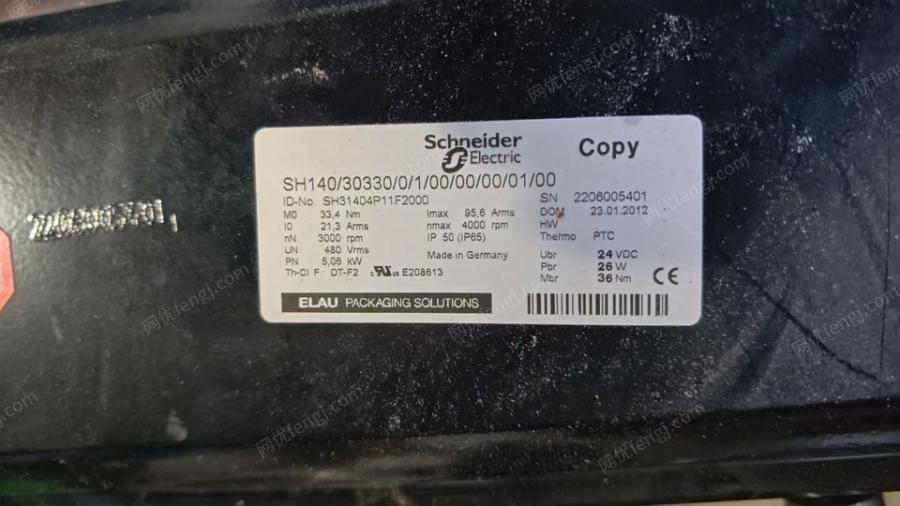 Schneider Electric
Copy
SH140/30330/0/1/00/00/00/01/00
ID-No SH31404P11F2000
SN 2206005401
M0 33,4 Nm Imax 95,6 Arms
DOM 23.01.2012
I0 21,3 Arms nmax 4000 rpm
HW
nN 3000 rpm IP 50 (IP65)
Thermo PTC
UN 480 Vrms Made in Germany
Ubr 24 VDC
PN 5,06 kW
Pbr 26 W
Th-Cl F DT-F2 c UR us E208613
Mbr 36 Nm CE
ELAU PACKAGING SOLUTIONS
网优fengj.com